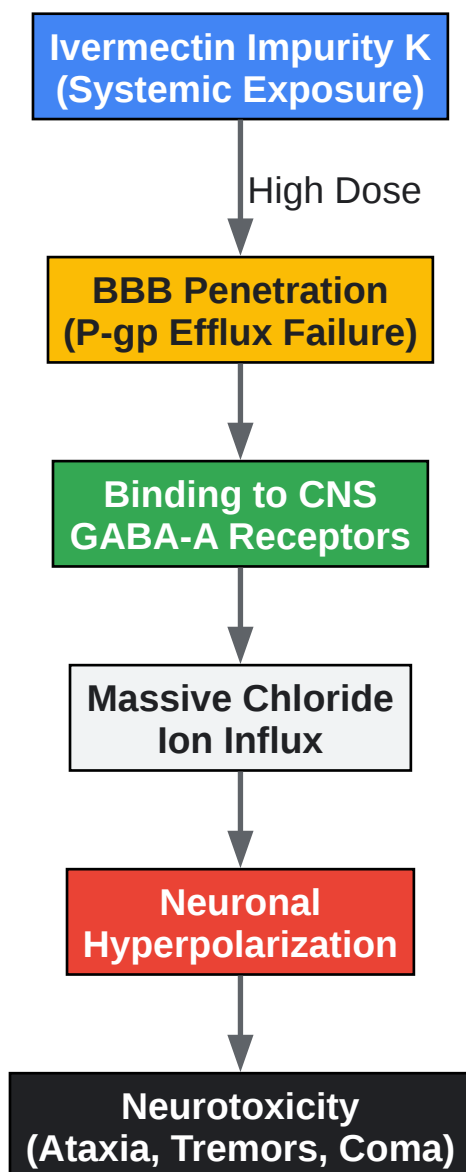 Ivermectin Impurity K
(Systemic Exposure)
High Dose
BBB Penetration
(P-gp Efflux Failure)
Binding to CNS
GABA-A Receptors
Massive Chloride
Ion Influx
Neuronal
Hyperpolarization
Neurotoxicity
(Ataxia, Tremors, Coma)